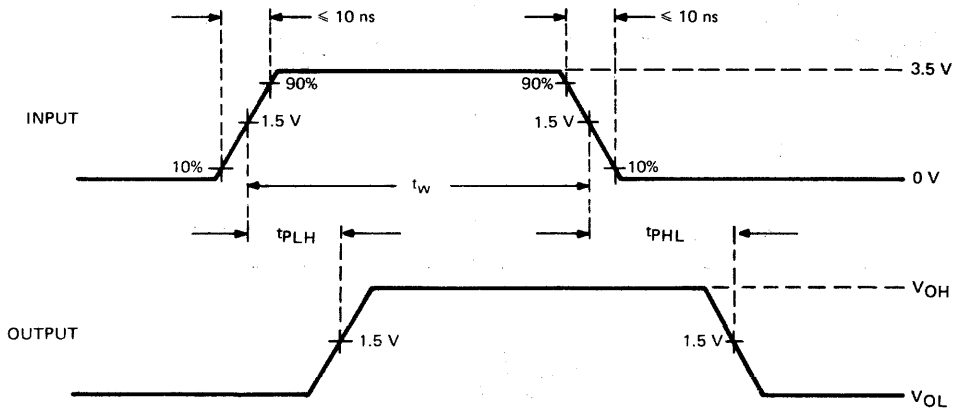 ≤ 10 ns
≤ 10 ns
3.5 V
90%
90%
INPUT
1.5 V
1.5 V
10%
10%
0 V
tw
tPLH
tPHL
VOH
OUTPUT
1.5 V
1.5 V
VOL